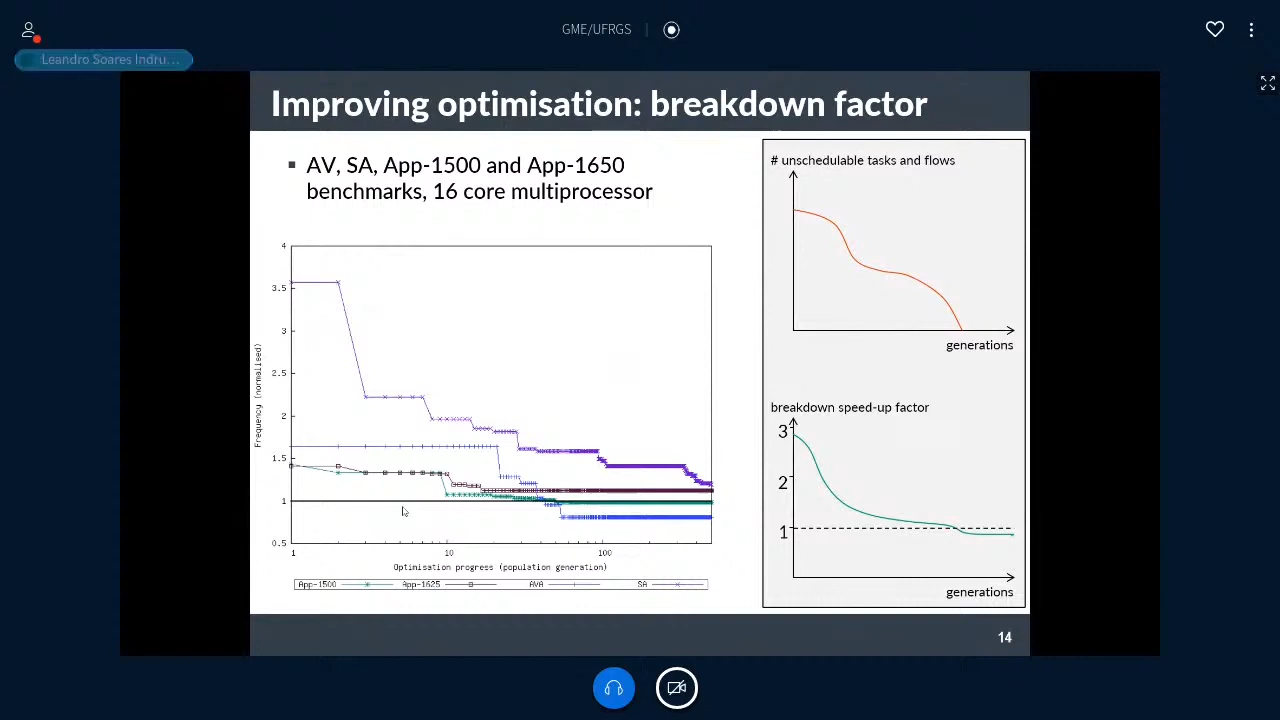 GME/UFRGS
Leandro Soares Indru...
Improving optimisation: breakdown factor
▪ AV, SA, App-1500 and App-1650
benchmarks, 16 core multiprocessor
4
3.5
3
2.5
2
1.5
1
0.5
Frequency (normalised)
1 10 100
Optimisation progress (population generation)
App-1500 App-1625 AVA SA
# unschedulable tasks and flows
generations
breakdown speed-up factor
3
2
1
generations
14